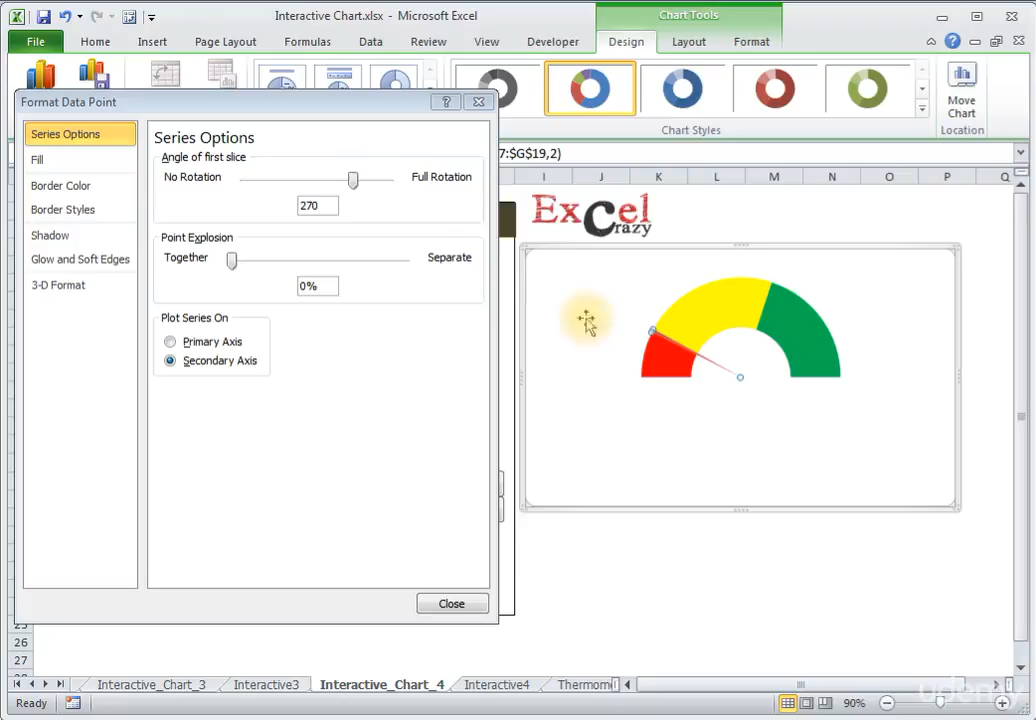 Interactive Chart.xlsx - Microsoft Excel
Chart Tools
File Home Insert Page Layout Formulas Data Review View Developer Design Layout Format
Move
Chart
Chart Styles
Location
Format Data Point
7:$G$19,2)
Series Options
Fill
Border Color
Border Styles
Shadow
Glow and Soft Edges
3-D Format
Series Options
Angle of first slice
No Rotation Full Rotation
270
Point Explosion
Together Separate
0%
Plot Series On
Primary Axis
Secondary Axis
Close
I J K L M N O P Q
Excel
Crazy
25
26
27
28
Interactive_Chart_3 Interactive3 Interactive_Chart_4 Interactive4 Thermom
Ready 90%
udemy